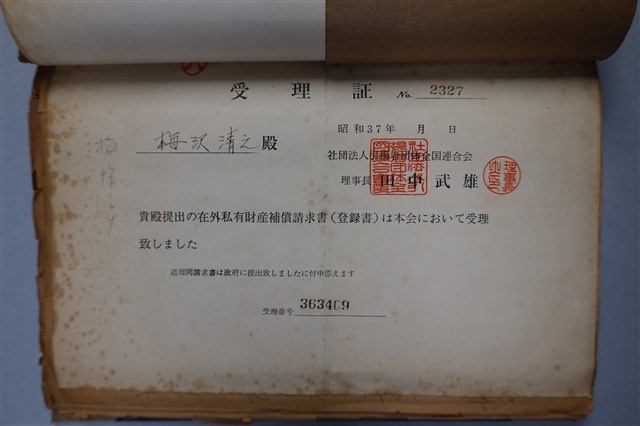 受理証 No. 2327
昭和37年 月 日
梅沢清之殿
社団法人引揚者団体全国連合会
理事長 田中武雄
貴殿提出の在外私有財産補償請求書(登録書)は本会において受理
致しました
追而同請求書は政府に提出致しましたに付申添えます
受理番号 363409